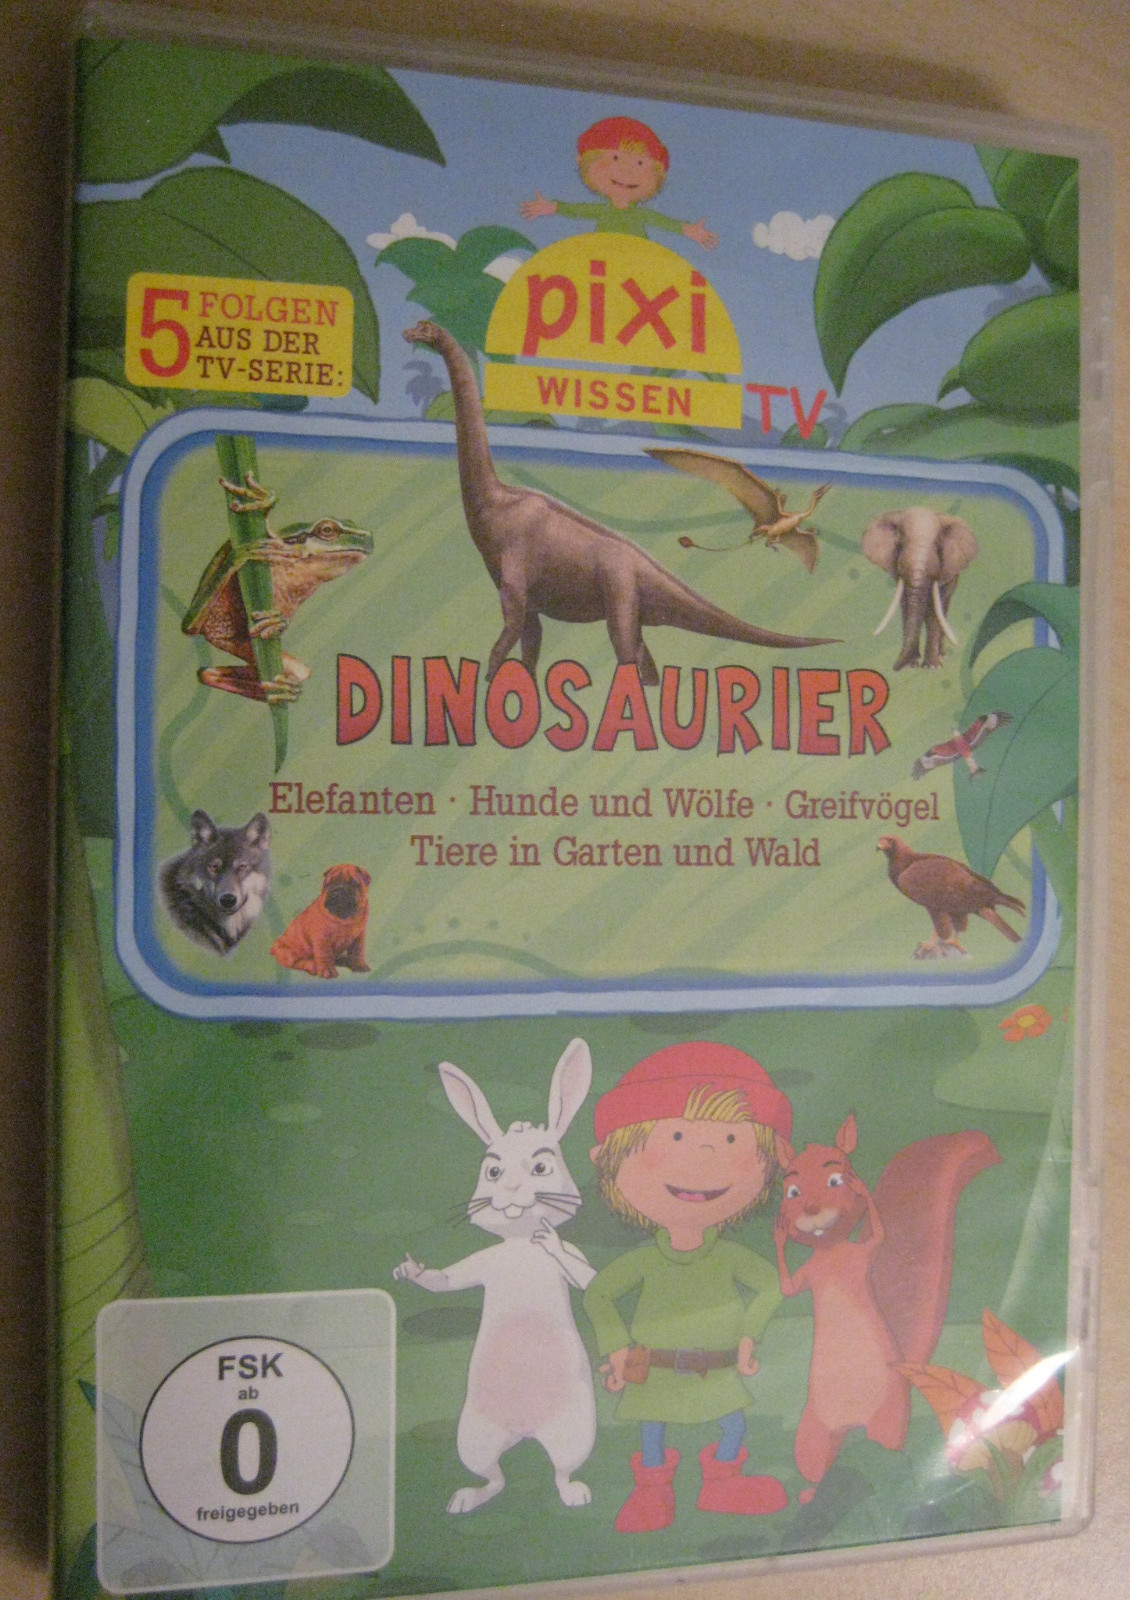 pixi
WISSEN TV
5 FOLGEN
AUS DER
TV-SERIE:
DINOSAURIER
Elefanten · Hunde und Wölfe · Greifvögel
Tiere in Garten und Wald
FSK
ab
0
freigegeben